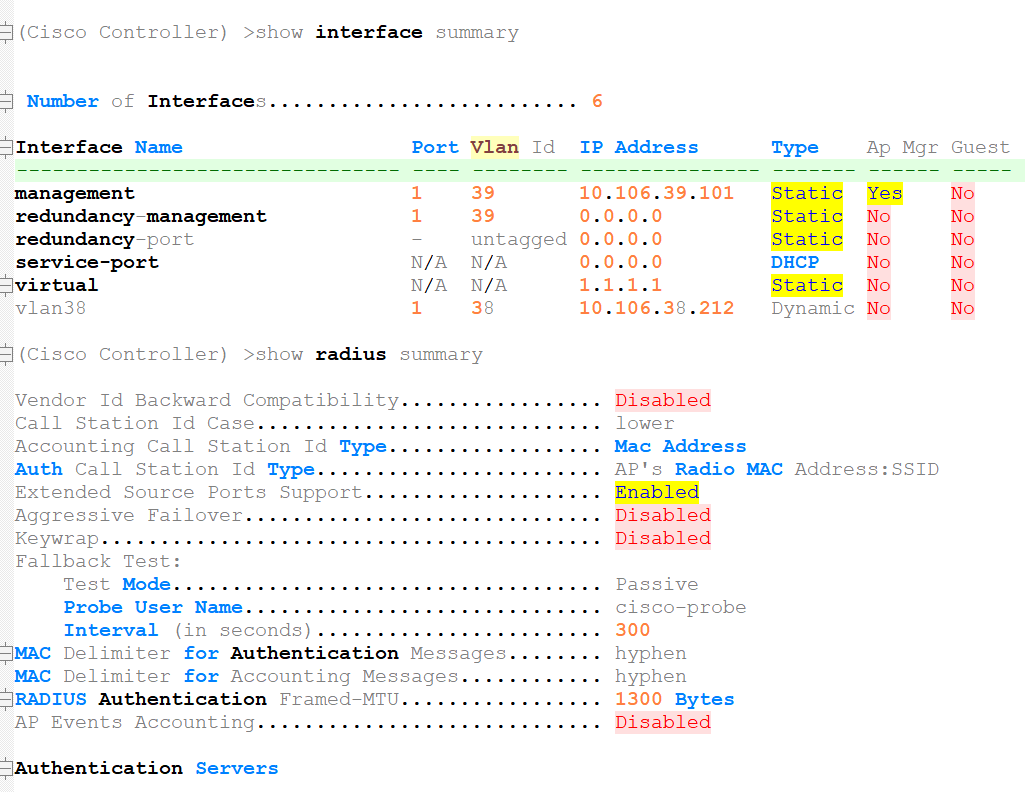 (Cisco Controller) >show interface summary
Number of Interfaces.......................... 6
Interface Name Port Vlan Id IP Address Type Ap Mgr Guest
-------------------------------- ---- -------- --------------- ------- ------ -----
management 1 39 10.106.39.101 Static Yes No
redundancy-management 1 39 0.0.0.0 Static No No
redundancy-port - untagged 0.0.0.0 Static No No
service-port N/A N/A 0.0.0.0 DHCP No No
virtual N/A N/A 1.1.1.1 Static No No
vlan38 1 38 10.106.38.212 Dynamic No No
(Cisco Controller) >show radius summary
Vendor Id Backward Compatibility................. Disabled
Call Station Id Case............................. lower
Accounting Call Station Id Type.................. Mac Address
Auth Call Station Id Type........................ AP's Radio MAC Address:SSID
Extended Source Ports Support.................... Enabled
Aggressive Failover.............................. Disabled
Keywrap.......................................... Disabled
Fallback Test:
Test Mode.................................... Passive
Probe User Name.............................. cisco-probe
Interval (in seconds)........................ 300
MAC Delimiter for Authentication Messages........ hyphen
MAC Delimiter for Accounting Messages............ hyphen
RADIUS Authentication Framed-MTU................. 1300 Bytes
AP Events Accounting............................. Disabled
Authentication Servers